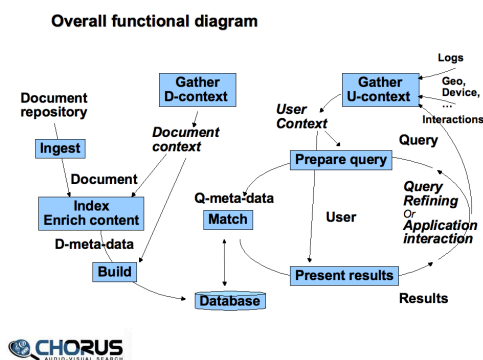 Overall functional diagram
Logs
Gather
D-context
Gather
U-context
Geo,
Device,
...
Interactions
Document
repository
User
Context
Document
context
Query
Ingest
Prepare query
Document
Q-meta-data
Query
Refining
Or
Application
interaction
Index
Enrich content
Match
User
D-meta-data
Build
Present results
Database
Results
CHORUS
AUDIO-VISUAL SEARCH